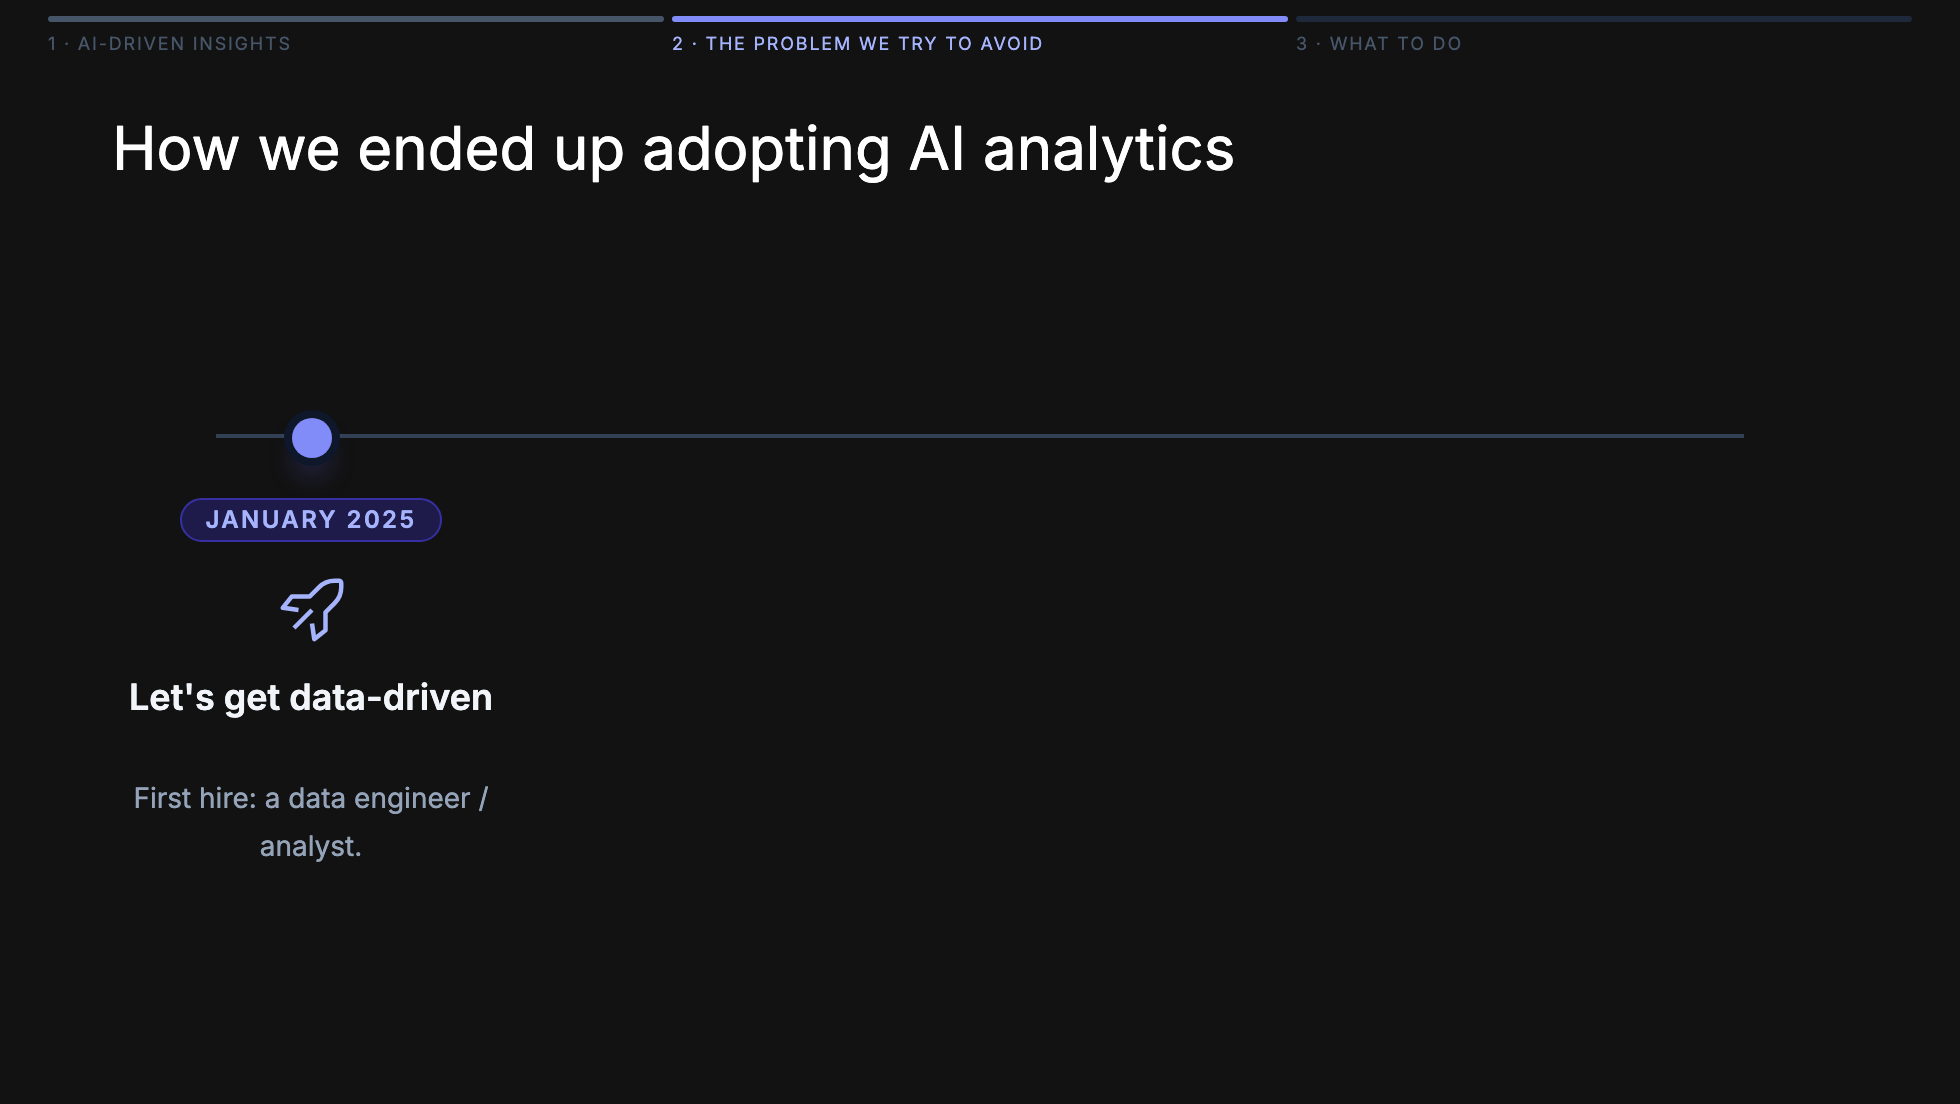 1 · AI-DRIVEN INSIGHTS
2 · THE PROBLEM WE TRY TO AVOID
3 · WHAT TO DO
How we ended up adopting AI analytics
JANUARY 2025
Let's get data-driven
First hire: a data engineer /
analyst.